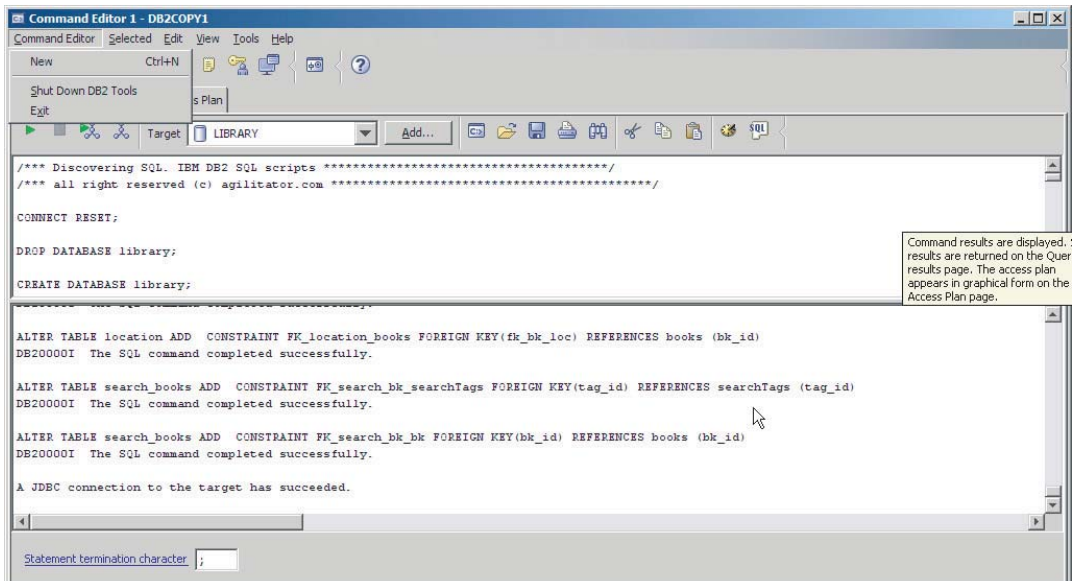 Command Editor 1 - DB2COPY1
Command Editor Selected Edit View Tools Help
New Ctrl+N
Shut Down DB2 Tools
Exit
s Plan
Target LIBRARY Add... SQL
/*** Discovering SQL. IBM DB2 SQL scripts ***************************************/
/*** all right reserved (c) agilitator.com ********************************************/
CONNECT RESET;
DROP DATABASE library;
CREATE DATABASE library;
Command results are displayed.
results are returned on the Quer
results page. The access plan
appears in graphical form on the
Access Plan page.
ALTER TABLE location ADD CONSTRAINT FK_location_books FOREIGN KEY(fk_bk_loc) REFERENCES books (bk_id)
DB20000I The SQL command completed successfully.
ALTER TABLE search_books ADD CONSTRAINT FK_search_bk_searchTags FOREIGN KEY(tag_id) REFERENCES searchTags (tag_id)
DB20000I The SQL command completed successfully.
ALTER TABLE search_books ADD CONSTRAINT FK_search_bk_bk FOREIGN KEY(bk_id) REFERENCES books (bk_id)
DB20000I The SQL command completed successfully.
A JDBC connection to the target has succeeded.
Statement termination character ;